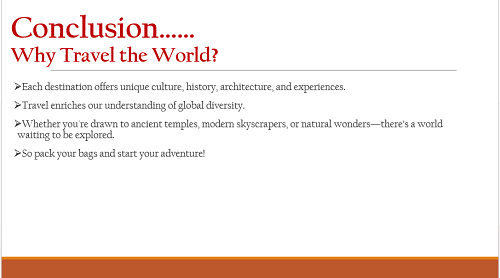 Conclusion......
Why Travel the World?
➢Each destination offers unique culture, history, architecture, and experiences.
➢Travel enriches our understanding of global diversity.
➢Whether you're drawn to ancient temples, modern skyscrapers, or natural wonders—there's a world
waiting to be explored.
➢So pack your bags and start your adventure!